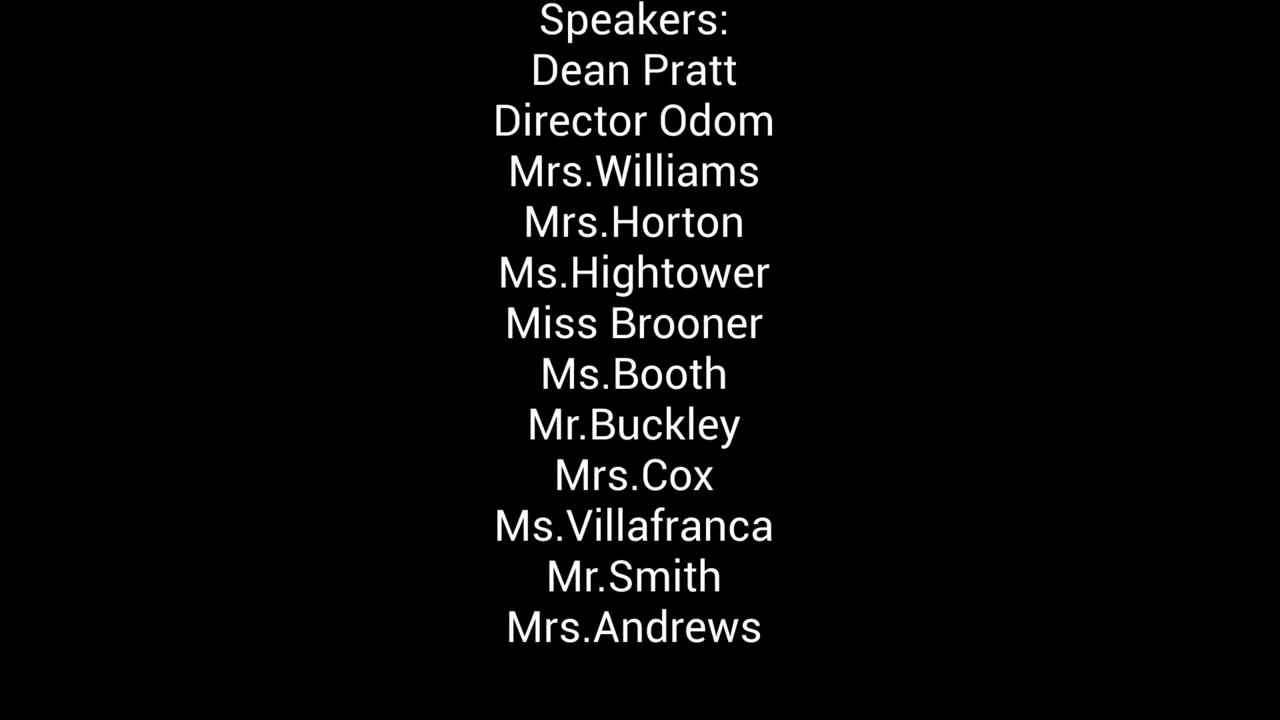 Speakers:
Dean Pratt
Director Odom
Mrs.Williams
Mrs.Horton
Ms.Hightower
Miss Brooner
Ms.Booth
Mr.Buckley
Mrs.Cox
Ms.Villafranca
Mr.Smith
Mrs.Andrews